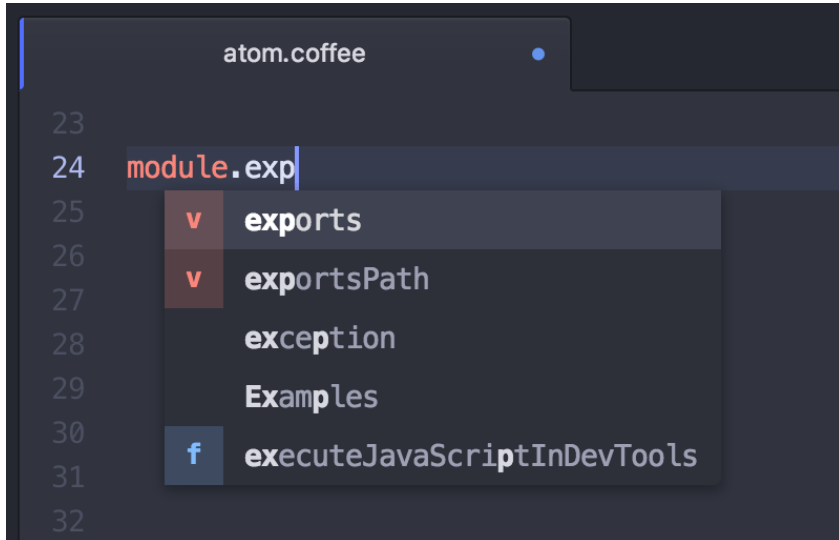 atom.coffee
23
24 module.exp
25 v exports
26
27 v exportsPath
28 exception
29 Examples
30
31 f executeJavaScriptInDevTools
32